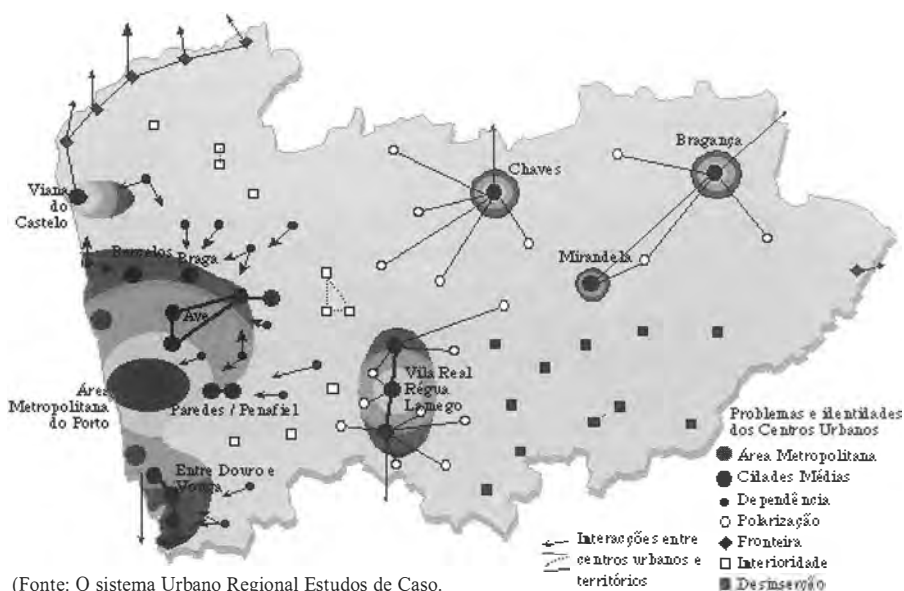 Bragança
Chaves
Viana
do
Castelo
Mirandela
Barcelos
Braga
Ave
Vila Real
Régua
Lamego
Área
Metropolitana
do Porto
Paredes / Penafiel
Entre Douro e
Vouga
Problemas e identidades
dos Centros Urbanos
Área Metropolitana
Cidades Médias
Dependência
Polarização
Fronteira
Interioridade
Desinserção
Interacções entre
centros urbanos e
territórios
(Fonte: O sistema Urbano Regional Estudos de Caso.